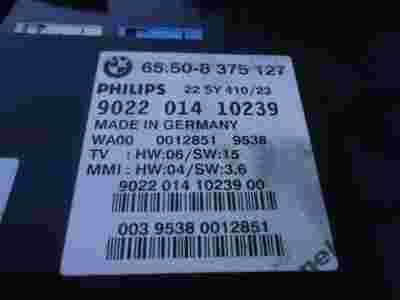 65.50-8 375 127
PHILIPS 22 SY 410/23
9022 014 10239
MADE IN GERMANY
WA00 0012851 9538
TV : HW:06/SW:15
MMI : HW:04/SW:3.6
9022 014 10239 00
003 9538 0012851